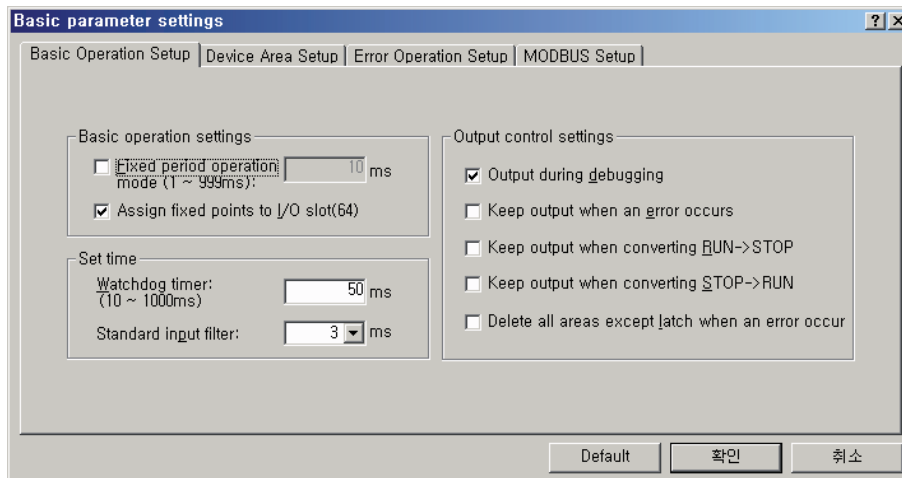 Basic parameter settings
Basic Operation Setup
Device Area Setup
Error Operation Setup
MODBUS Setup
Basic operation settings
Fixed period operation
mode (1 ~ 999ms):
10 ms
Assign fixed points to I/O slot(64)
Set time
Watchdog timer:
(10 ~ 1000ms)
50 ms
Standard input filter:
3 ms
Output control settings
Output during debugging
Keep output when an error occurs
Keep output when converting RUN->STOP
Keep output when converting STOP->RUN
Delete all areas except latch when an error occur
Default
확인
취소